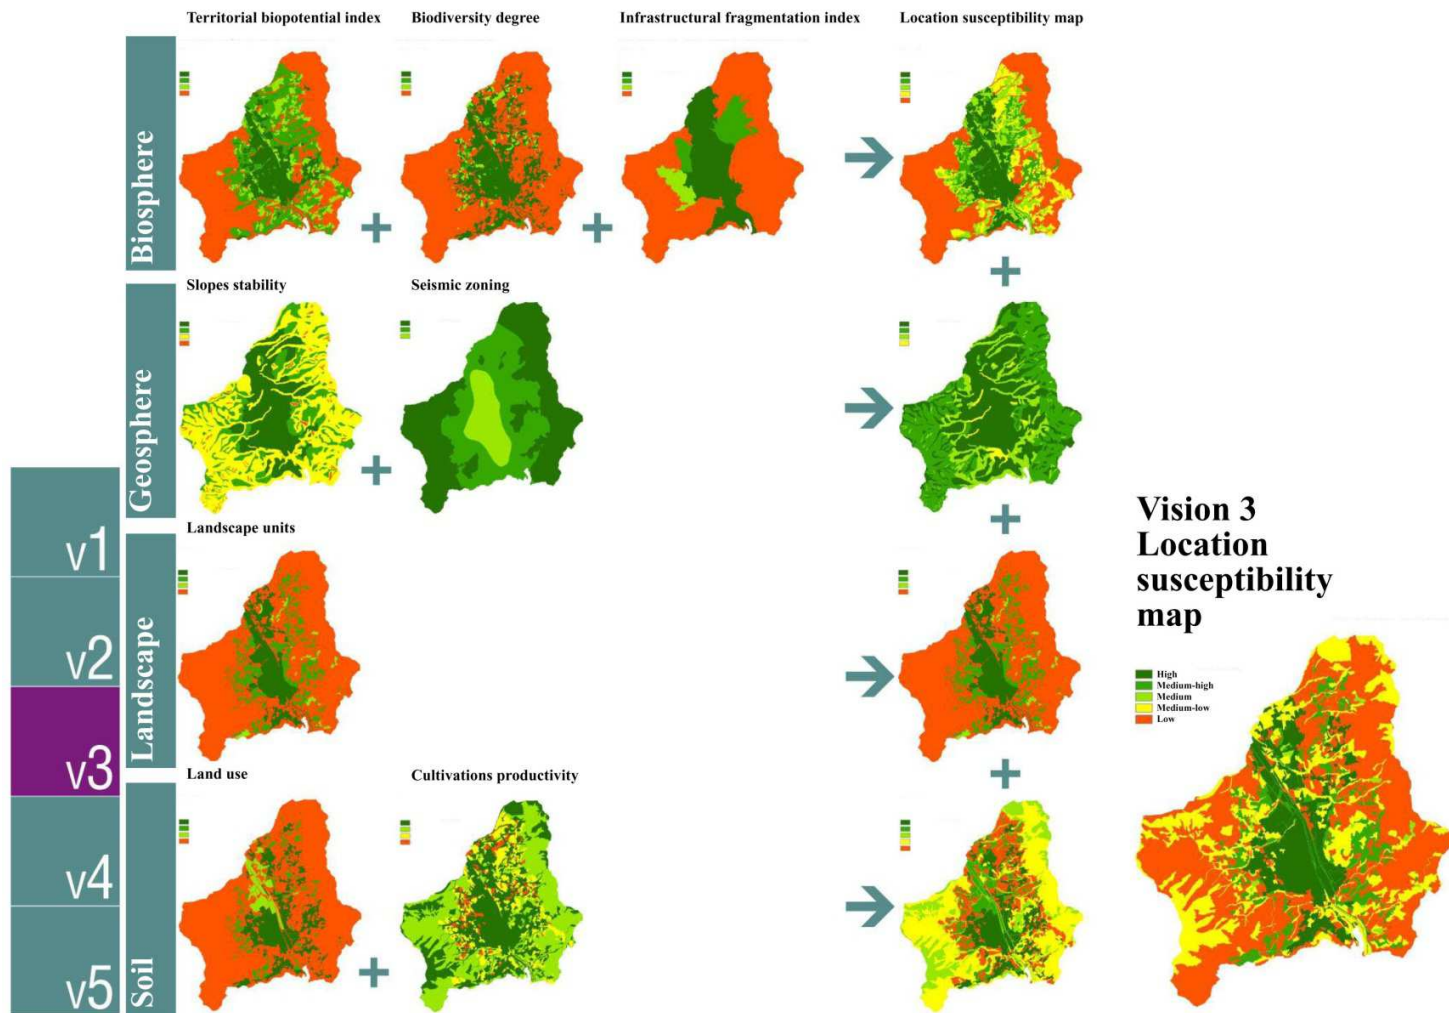 Territorial biopotential index
Biodiversity degree
Infrastructural fragmentation index
Location susceptibility map
Biosphere
Slopes stability
Seismic zoning
Geosphere
Landscape units
Landscape
Land use
Cultivations productivity
Soil
v1
v2
v3
v4
v5
Vision 3
Location
susceptibility
map
High
Medium-high
Medium
Medium-low
Low